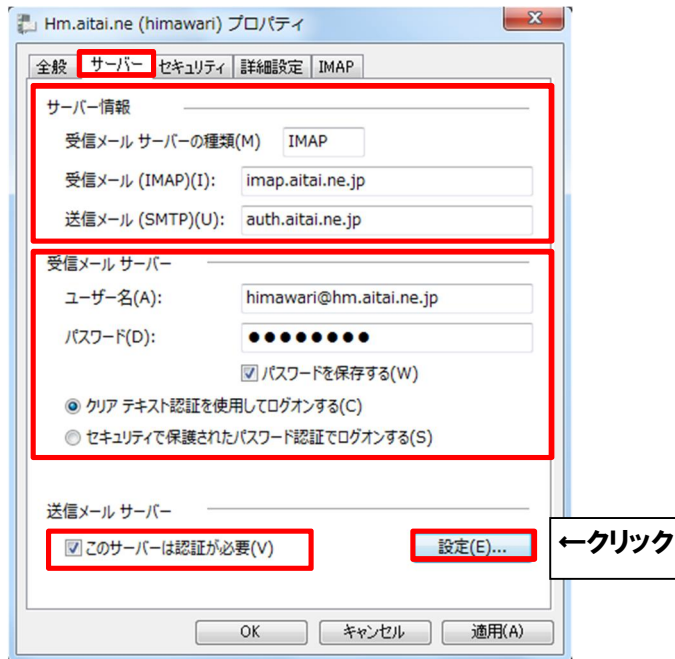 Hm.aitai.ne (himawari) プロパティ
全般 サーバー セキュリティ 詳細設定 IMAP
サーバー情報
受信メール サーバーの種類(M) IMAP
受信メール (IMAP)(I): imap.aitai.ne.jp
送信メール (SMTP)(U): auth.aitai.ne.jp
受信メール サーバー
ユーザー名(A): himawari@hm.aitai.ne.jp
パスワード(D): ●●●●●●●●
パスワードを保存する(W)
クリア テキスト認証を使用してログオンする(C)
セキュリティで保護されたパスワード認証でログオンする(S)
送信メール サーバー
このサーバーは認証が必要(V) 設定(E)... ←クリック
OK キャンセル 適用(A)